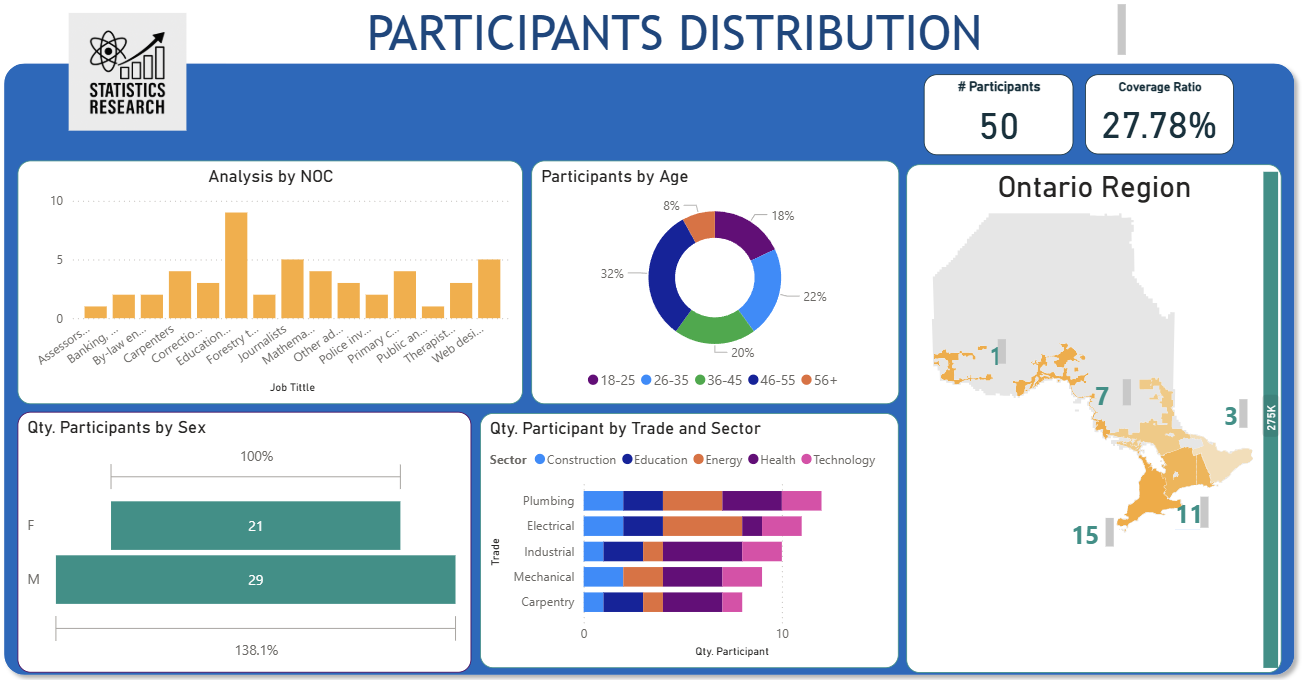 PARTICIPANTS DISTRIBUTION
STATISTICS
RESEARCH
# Participants
50
Coverage Ratio
27.78%
Analysis by NOC
10
5
0
Assessors...
Banking, ...
By-law en...
Carpenters
Correctio...
Education...
Forestry t...
Journalists
Mathema...
Other ad...
Police inv...
Primary c...
Public an...
Therapist...
Web desi...
Job Tittle
Participants by Age
8%
18%
32%
22%
20%
18-25 26-35 36-45 46-55 56+
Ontario Region
1
7
3
11
15
275K
Qty. Participants by Sex
100%
F 21
M 29
138.1%
Qty. Participant by Trade and Sector
Sector Construction Education Energy Health Technology
Trade
Plumbing
Electrical
Industrial
Mechanical
Carpentry
0 10
Qty. Participant